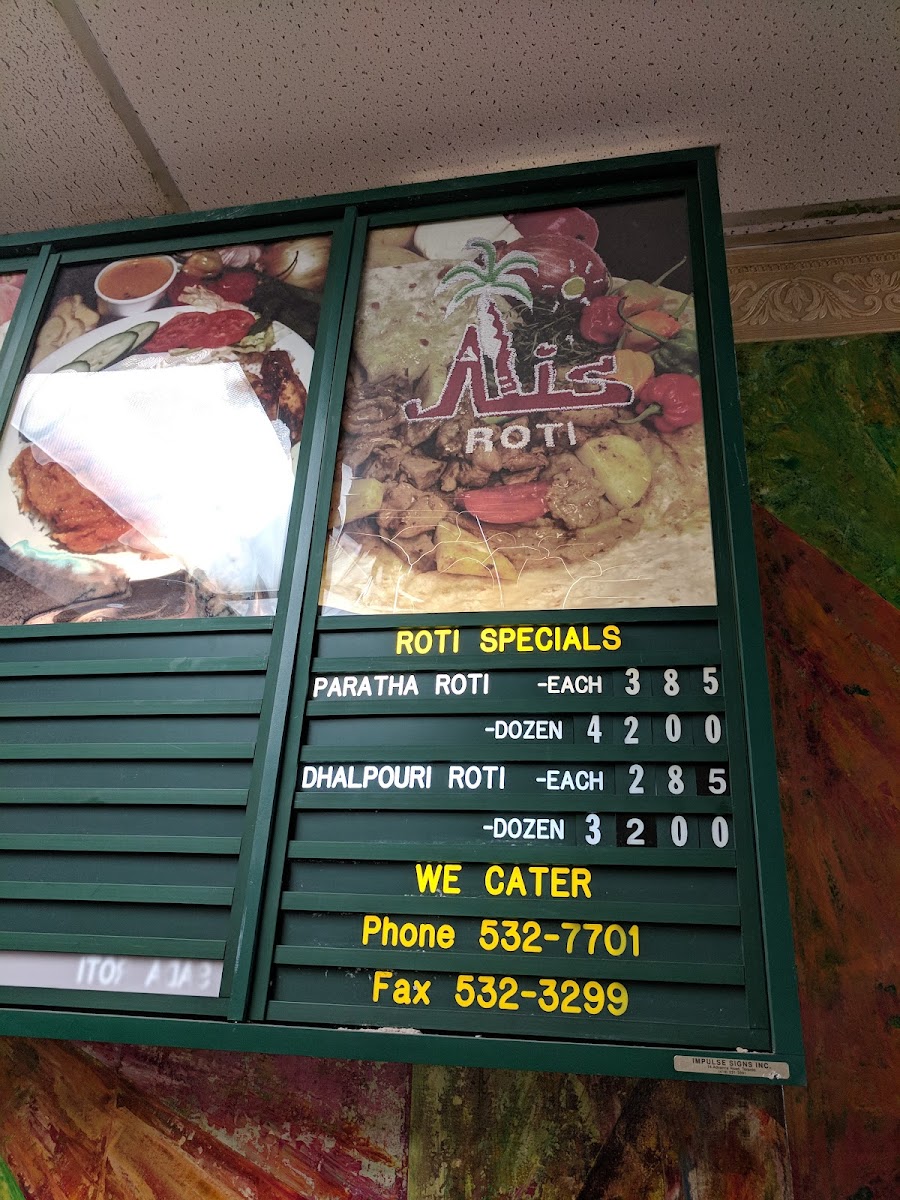 Alis
ROTI
ROTI SPECIALS
PARATHA ROTI -EACH 3 8 5
-DOZEN 4 2 0 0
DHALPOURI ROTI -EACH 2 8 5
-DOZEN 3 2 0 0
WE CATER
Phone 532-7701
Fax 532-3299
IMPULSE SIGNS INC.